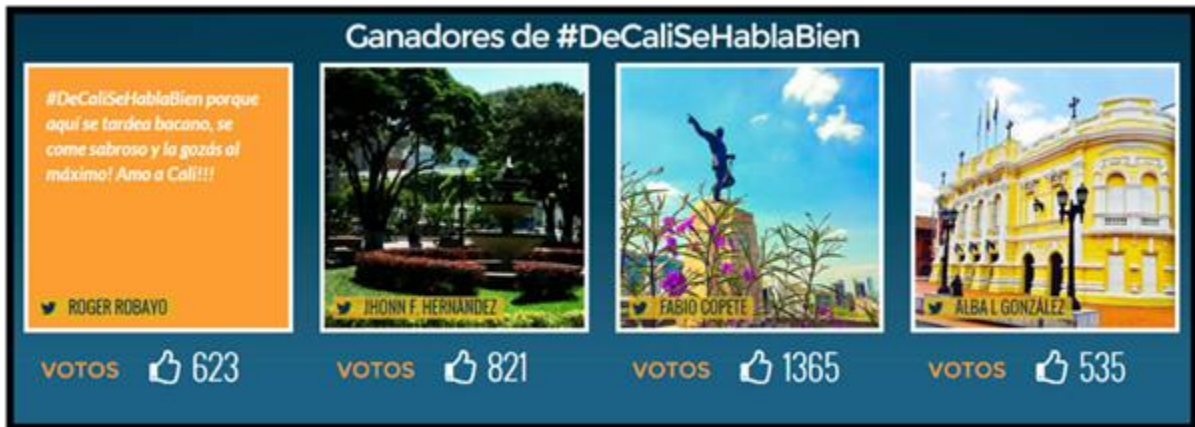 Ganadores de #DeCaliSeHablaBien
#DeCaliSeHablaBien porque
aquí se tardea bacano, se
come sabroso y la gozás al
máximo! Amo a Cali!!!
ROGER ROBAYO
VOTOS 623
JHONN F. HERNÁNDEZ
VOTOS 821
FABIO COPETE
VOTOS 1365
ALBA L GONZÁLEZ
VOTOS 535